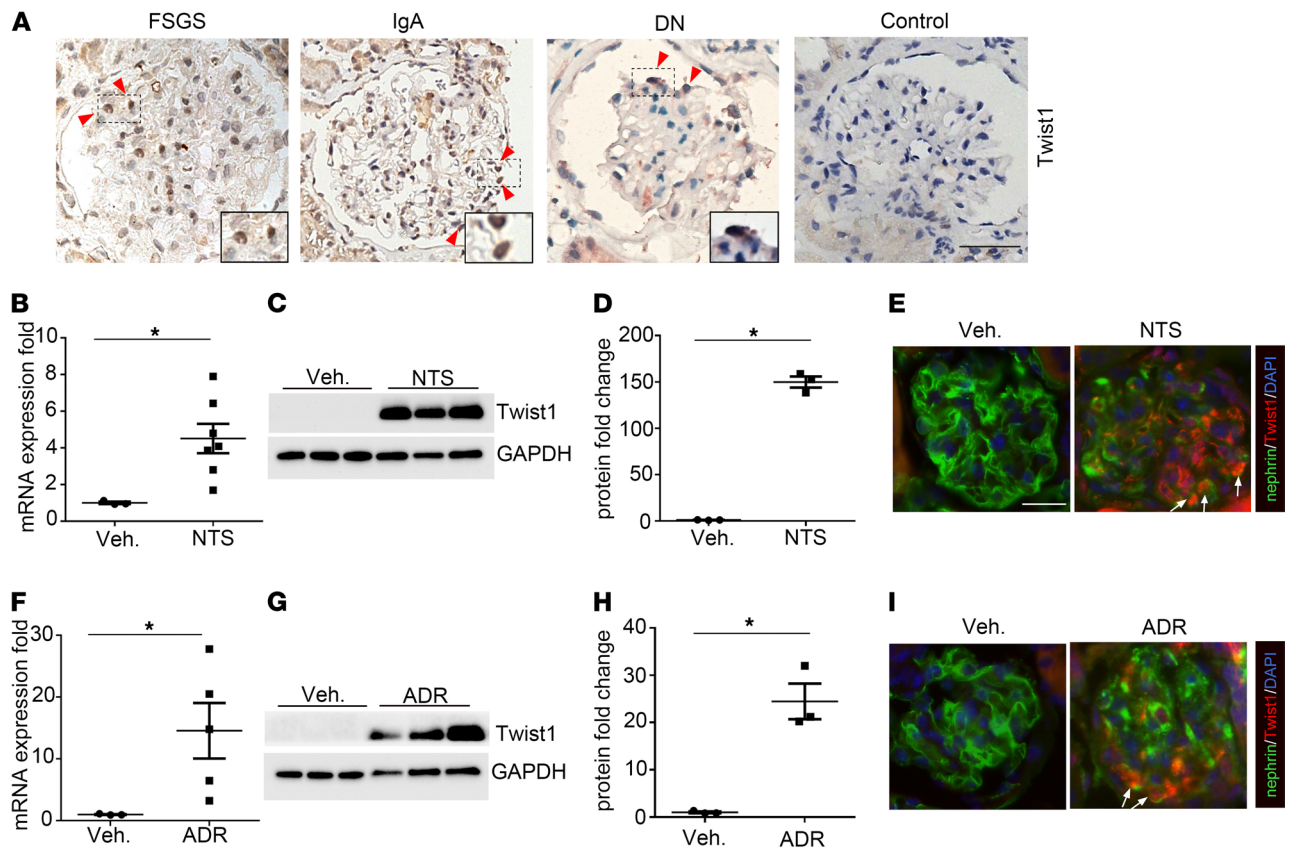 A
FSGS
IgA
DN
Control
Twist1
B
mRNA expression fold
10
8
6
4
2
0
*
Veh.
NTS
C
Veh.
NTS
Twist1
GAPDH
D
protein fold change
200
150
100
50
0
*
Veh.
NTS
E
Veh.
NTS
nephrin/Twist1/DAPI
F
mRNA expression fold
30
20
10
0
*
Veh.
ADR
G
Veh.
ADR
Twist1
GAPDH
H
protein fold change
40
30
20
10
0
*
Veh.
ADR
I
Veh.
ADR
nephrin/Twist1/DAPI